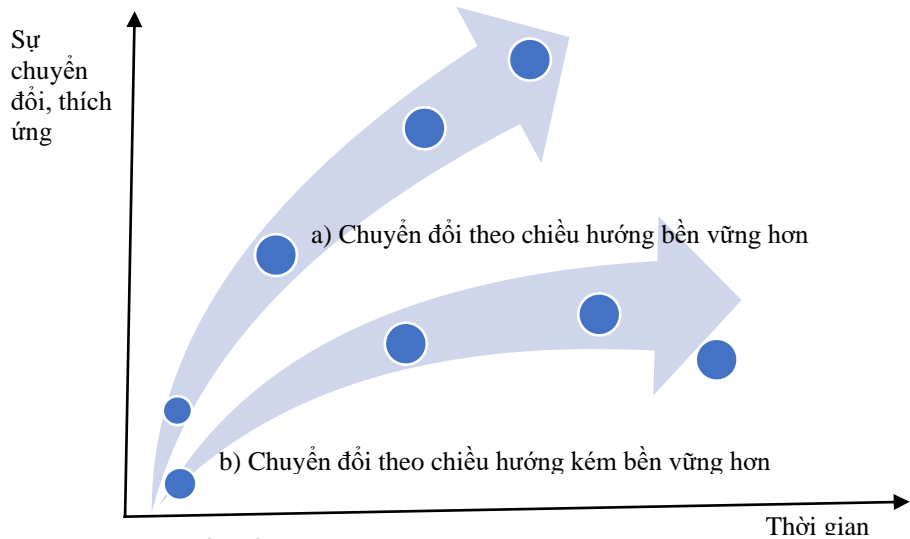 Sự
chuyển
đổi, thích
ứng
a) Chuyển đổi theo chiều hướng bền vững hơn
b) Chuyển đổi theo chiều hướng kém bền vững hơn
Thời gian